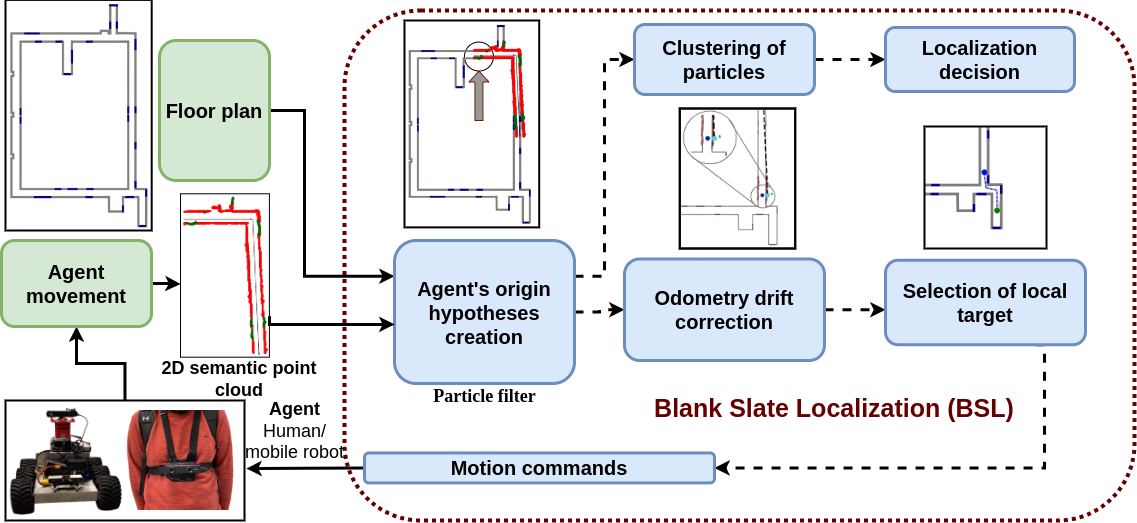 Floor plan
Agent
movement
2D semantic point
cloud
Agent
Human/
mobile robot
Agent's origin
hypotheses
creation
Particle filter
Clustering of
particles
Localization
decision
Odometry drift
correction
Selection of local
target
Blank Slate Localization (BSL)
Motion commands